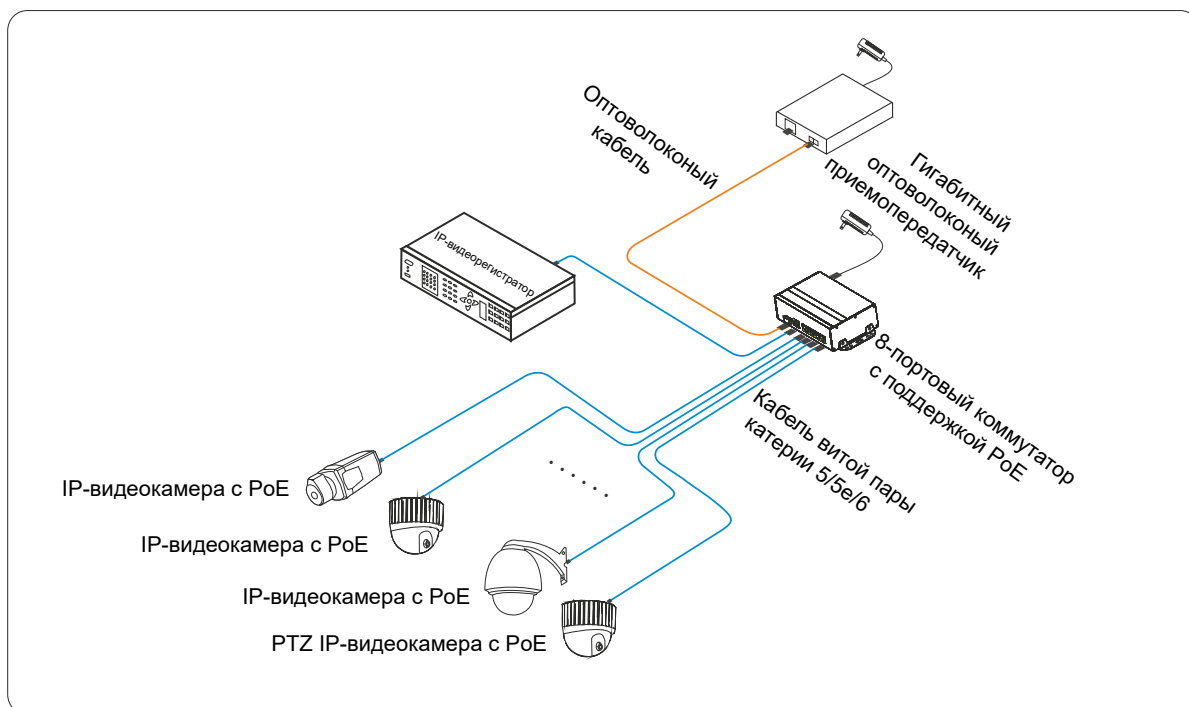 Оптоволоконый
кабель
Гигабитный
оптоволоконый
приемопередатчик
IP-видеорегистратор
8-портовый коммутатор
с поддержкой PoE
Кабель витой пары
катерии 5/5е/6
IP-видеокамера с PoE
IP-видеокамера с PoE
IP-видеокамера с PoE
PTZ IP-видеокамера с PoE